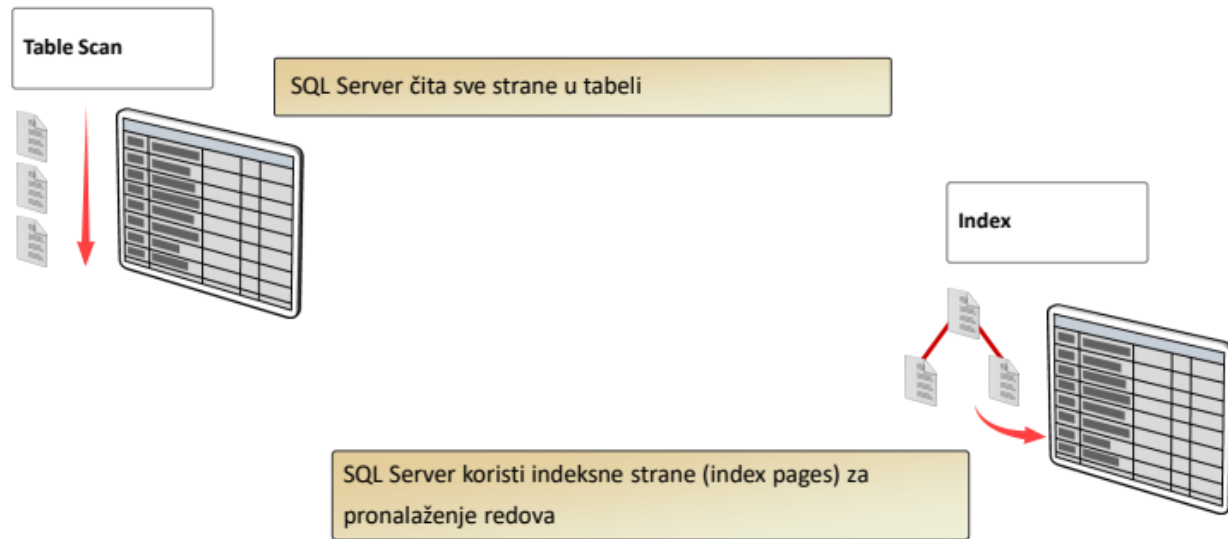 Table Scan
SQL Server čita sve strane u tabeli
Index
SQL Server koristi indeksne strane (index pages) za
pronalaženje redova